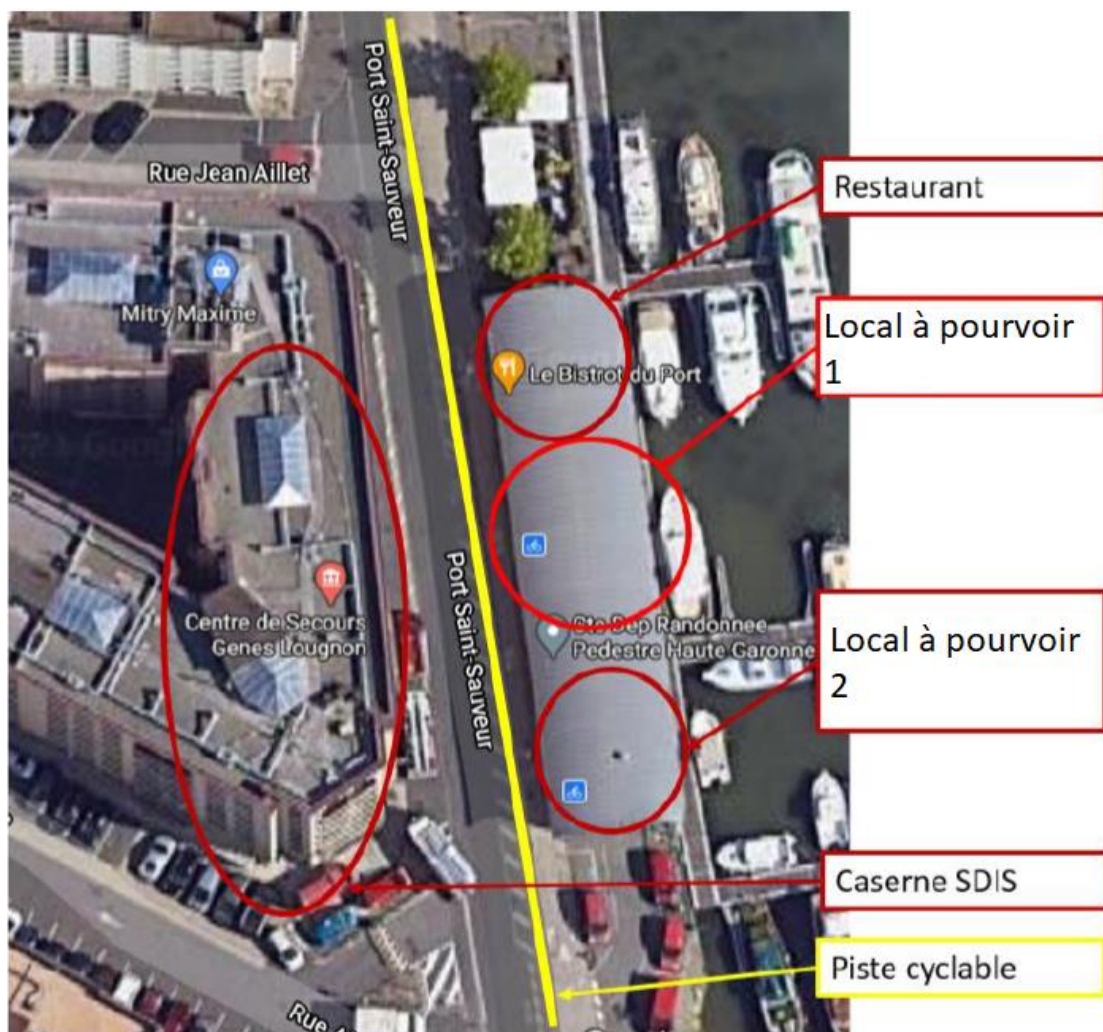 Port Saint-Sauveur
Rue Jean Aillet
Restaurant
Mitry Maxime
Local à pourvoir
1
Le Bistrot du Port
Centre de Secours
Genes Lougnon
Port Saint-Sauveur
Cte Dep Randonnee
Pedestre Haute Garonne
Local à pourvoir
2
Caserne SDIS
Piste cyclable
Rue